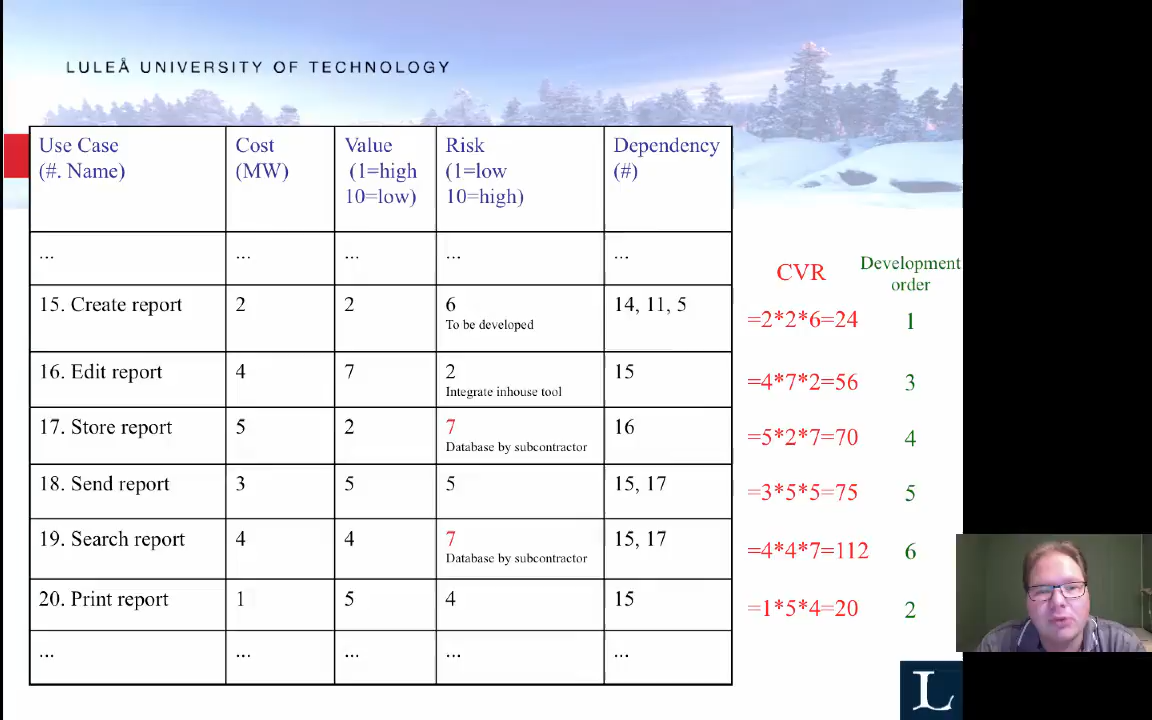 LULEÅ UNIVERSITY OF TECHNOLOGY
Use Case
(#. Name)
Cost
(MW)
Value
(1=high
10=low)
Risk
(1=low
10=high)
Dependency
(#)
... ... ... ... ...
CVR
Development
order
15. Create report 2 2 6 14, 11, 5
To be developed
=2*2*6=24 1
16. Edit report 4 7 2 15
Integrate inhouse tool
=4*7*2=56 3
17. Store report 5 2 7 16
Database by subcontractor
=5*2*7=70 4
18. Send report 3 5 5 15, 17
=3*5*5=75 5
19. Search report 4 4 7 15, 17
Database by subcontractor
=4*4*7=112 6
20. Print report 1 5 4 15
=1*5*4=20 2
... ... ... ... ...
L